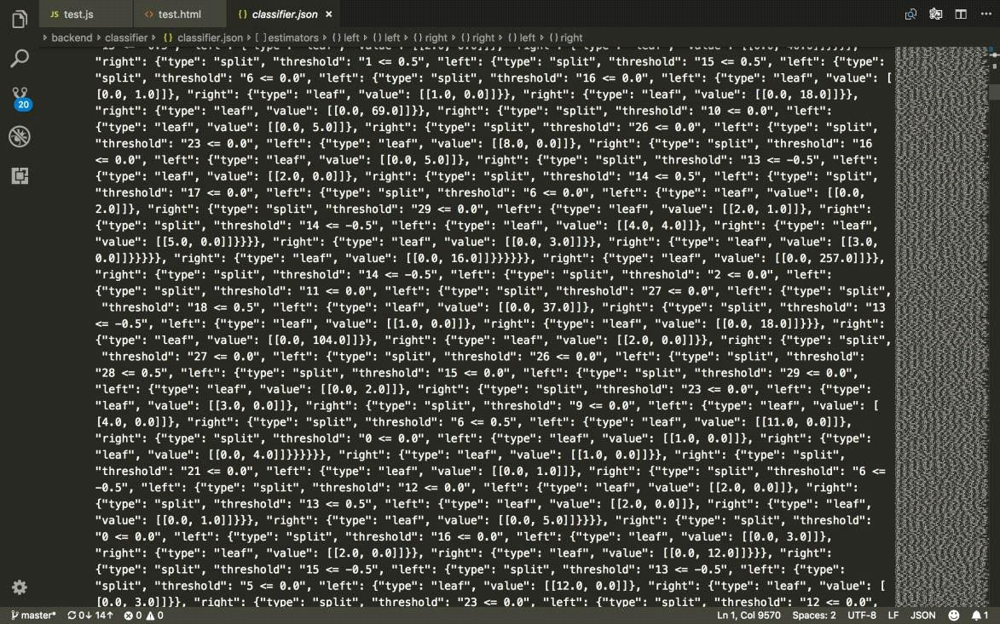 JS test.js
<> test.html
{} classifier.json ×
backend classifier {} classifier.json [ ] estimators {} left {} left {} right {} right {} left {} right
"right": {"type": "split", "threshold": "1 <= 0.5", "left": {"type": "split", "threshold": "15 <= 0.5", "left": {"type":
"split", "threshold": "6 <= 0.0", "left": {"type": "split", "threshold": "16 <= 0.0", "left": {"type": "leaf", "value": [
[0.0, 1.0]]}, "right": {"type": "leaf", "value": [[1.0, 0.0]]}}, "right": {"type": "leaf", "value": [[0.0, 18.0]]}},
"right": {"type": "leaf", "value": [[0.0, 69.0]]}}, "right": {"type": "split", "threshold": "10 <= 0.0", "left":
{"type": "leaf", "value": [[0.0, 5.0]]}, "right": {"type": "split", "threshold": "26 <= 0.0", "left": {"type": "split",
"threshold": "23 <= 0.0", "left": {"type": "leaf", "value": [[8.0, 0.0]]}, "right": {"type": "split", "threshold": "16
<= 0.0", "left": {"type": "leaf", "value": [[0.0, 5.0]]}, "right": {"type": "split", "threshold": "13 <= -0.5", "left":
{"type": "leaf", "value": [[2.0, 0.0]]}, "right": {"type": "split", "threshold": "14 <= 0.5", "left": {"type": "split",
"threshold": "17 <= 0.0", "left": {"type": "split", "threshold": "6 <= 0.0", "left": {"type": "leaf", "value": [[0.0,
2.0]]}, "right": {"type": "split", "threshold": "29 <= 0.0", "left": {"type": "leaf", "value": [[2.0, 1.0]]}, "right":
{"type": "split", "threshold": "14 <= -0.5", "left": {"type": "leaf", "value": [[4.0, 4.0]]}, "right": {"type": "leaf",
"value": [[5.0, 0.0]]}}}}, "right": {"type": "leaf", "value": [[0.0, 3.0]]}}, "right": {"type": "leaf", "value": [[3.0,
0.0]]}}}}}, "right": {"type": "leaf", "value": [[0.0, 16.0]]}}}}}}, "right": {"type": "leaf", "value": [[0.0, 257.0]]}},
"right": {"type": "split", "threshold": "14 <= -0.5", "left": {"type": "split", "threshold": "2 <= 0.0", "left":
{"type": "split", "threshold": "11 <= 0.0", "left": {"type": "split", "threshold": "27 <= 0.0", "left": {"type": "split",
"threshold": "18 <= 0.5", "left": {"type": "leaf", "value": [[0.0, 37.0]]}, "right": {"type": "split", "threshold": "13
<= -0.5", "left": {"type": "leaf", "value": [[1.0, 0.0]]}, "right": {"type": "leaf", "value": [[0.0, 18.0]]}}}, "right":
{"type": "leaf", "value": [[0.0, 104.0]]}}, "right": {"type": "leaf", "value": [[2.0, 0.0]]}}, "right": {"type": "split",
"threshold": "27 <= 0.0", "left": {"type": "split", "threshold": "26 <= 0.0", "left": {"type": "split", "threshold":
"28 <= 0.5", "left": {"type": "split", "threshold": "15 <= 0.0", "left": {"type": "split", "threshold": "29 <= 0.0",
"left": {"type": "leaf", "value": [[0.0, 2.0]]}, "right": {"type": "split", "threshold": "23 <= 0.0", "left": {"type":
"leaf", "value": [[3.0, 0.0]]}, "right": {"type": "split", "threshold": "9 <= 0.0", "left": {"type": "leaf", "value": [
[4.0, 0.0]]}, "right": {"type": "split", "threshold": "6 <= 0.5", "left": {"type": "leaf", "value": [[11.0, 0.0]]},
"right": {"type": "split", "threshold": "0 <= 0.0", "left": {"type": "leaf", "value": [[1.0, 0.0]]}, "right": {"type":
"leaf", "value": [[0.0, 4.0]]}}}}}}, "right": {"type": "leaf", "value": [[1.0, 0.0]]}}, "right": {"type": "split",
"threshold": "21 <= 0.0", "left": {"type": "leaf", "value": [[0.0, 1.0]]}, "right": {"type": "split", "threshold": "6 <=
-0.5", "left": {"type": "split", "threshold": "12 <= 0.0", "left": {"type": "leaf", "value": [[2.0, 0.0]]}, "right":
{"type": "split", "threshold": "13 <= 0.5", "left": {"type": "leaf", "value": [[2.0, 0.0]]}, "right": {"type": "leaf",
"value": [[0.0, 1.0]]}}}, "right": {"type": "leaf", "value": [[0.0, 5.0]]}}}}, "right": {"type": "split", "threshold":
"0 <= 0.0", "left": {"type": "split", "threshold": "16 <= 0.0", "left": {"type": "leaf", "value": [[0.0, 3.0]]},
"right": {"type": "leaf", "value": [[2.0, 0.0]]}}, "right": {"type": "leaf", "value": [[0.0, 12.0]]}}}, "right":
{"type": "split", "threshold": "15 <= -0.5", "left": {"type": "split", "threshold": "13 <= -0.5", "left": {"type":
"split", "threshold": "5 <= 0.0", "left": {"type": "leaf", "value": [[12.0, 0.0]]}, "right": {"type": "leaf", "value": [
[0.0, 3.0]]}}, "right": {"type": "split", "threshold": "23 <= 0.0", "left": {"type": "split", "threshold": "12 <= 0.0",
20
master* 0↓ 14↑ 0 0
Ln 1, Col 9570 Spaces: 2 UTF-8 LF JSON 1